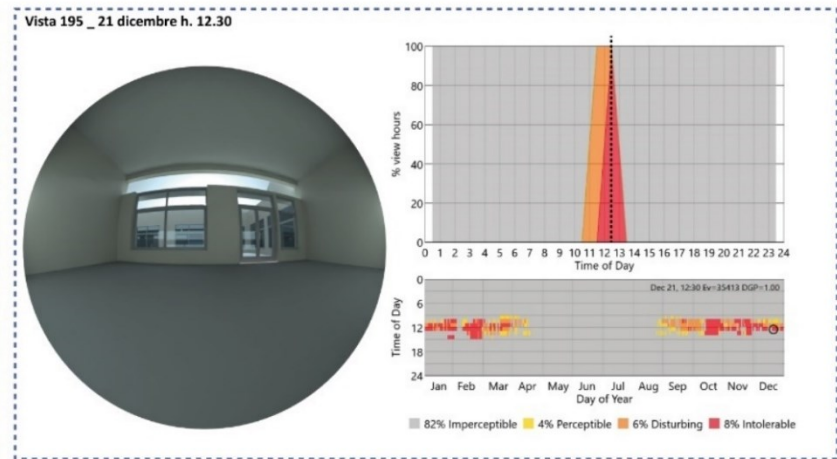 Vista 195 _ 21 dicembre h. 12.30
100
80
60
40
20
0
% view hours
0 1 2 3 4 5 6 7 8 9 10 11 12 13 14 15 16 17 18 19 20 21 22 23 24
Time of Day
0
6
12
18
24
Time of Day
Dec 21, 12:30 Ev=35413 DGP=1.00
Jan Feb Mar Apr May Jun Jul Aug Sep Oct Nov Dec
Day of Year
82% Imperceptible 4% Perceptible 6% Disturbing 8% Intolerable